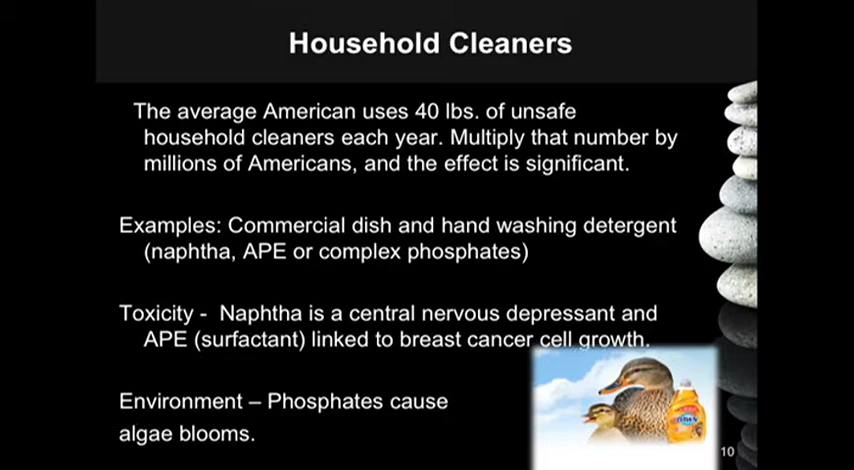 Household Cleaners
The average American uses 40 lbs. of unsafe
household cleaners each year. Multiply that number by
millions of Americans, and the effect is significant.
Examples: Commercial dish and hand washing detergent
(naphtha, APE or complex phosphates)
Toxicity - Naphtha is a central nervous depressant and
APE (surfactant) linked to breast cancer cell growth.
Environment – Phosphates cause
algae blooms.
DAWN
10